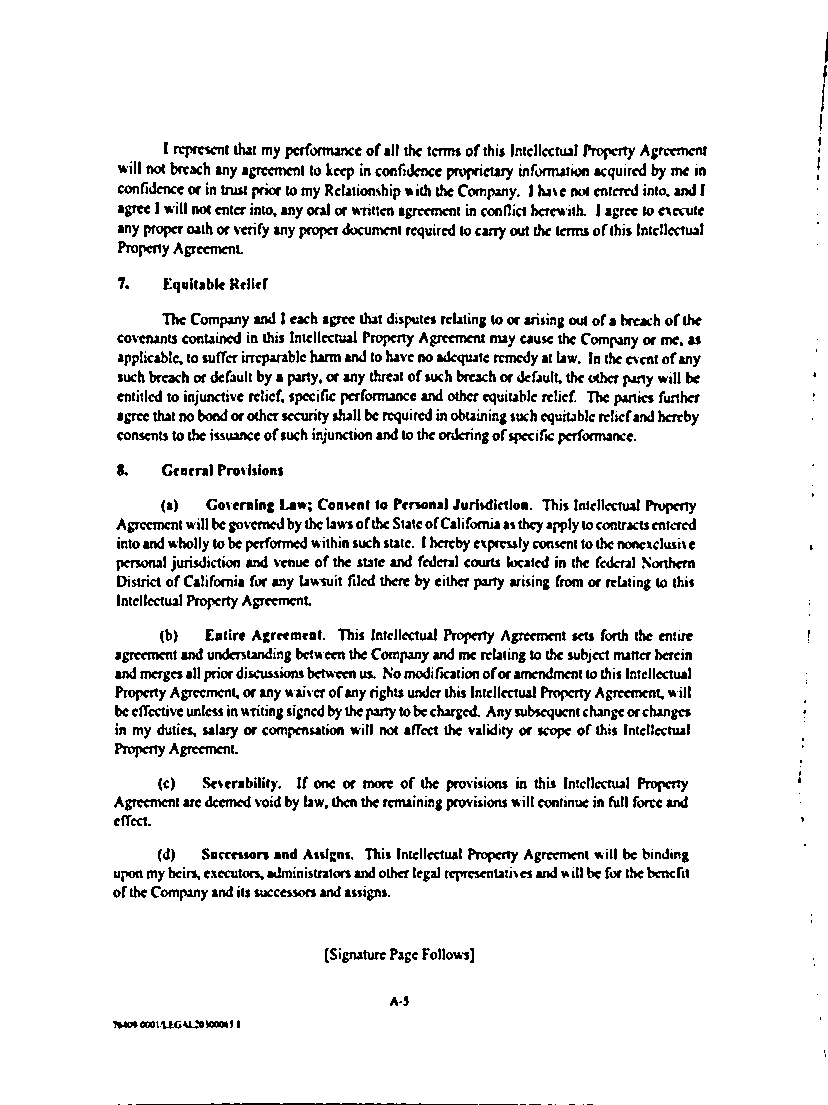 I represent that my performance of all the terms of this Intellectual Property Agreement
will not breach any agreement to keep in confidence proprietary information acquired by me in
confidence or in trust prior to my Relationship with the Company. I have not entered into, and I
agree I will not enter into, any oral or written agreement in conflict herewith. I agree to execute
any proper oath or verify any proper document required to carry out the terms of this Intellectual
Property Agreement.
7. Equitable Relief
The Company and I each agree that disputes relating to or arising out of a breach of the
covenants contained in this Intellectual Property Agreement may cause the Company or me, as
applicable, to suffer irreparable harm and to have no adequate remedy at law. In the event of any
such breach or default by a party, or any threat of such breach or default, the other party will be
entitled to injunctive relief, specific performance and other equitable relief. The parties further
agree that no bond or other security shall be required in obtaining such equitable relief and hereby
consents to the issuance of such injunction and to the ordering of specific performance.
8. General Provisions
(a) Governing Law; Consent to Personal Jurisdiction. This Intellectual Property
Agreement will be governed by the laws of the State of California as they apply to contracts entered
into and wholly to be performed within such state. I hereby expressly consent to the nonexclusive
personal jurisdiction and venue of the state and federal courts located in the federal Northern
District of California for any lawsuit filed there by either party arising from or relating to this
Intellectual Property Agreement.
(b) Entire Agreement. This Intellectual Property Agreement sets forth the entire
agreement and understanding between the Company and me relating to the subject matter herein
and merges all prior discussions between us. No modification of or amendment to this Intellectual
Property Agreement, or any waiver of any rights under this Intellectual Property Agreement, will
be effective unless in writing signed by the party to be charged. Any subsequent change or changes
in my duties, salary or compensation will not affect the validity or scope of this Intellectual
Property Agreement.
(c) Severability. If one or more of the provisions in this Intellectual Property
Agreement are deemed void by law, then the remaining provisions will continue in full force and
effect.
(d) Successors and Assigns. This Intellectual Property Agreement will be binding
upon my heirs, executors, administrators and other legal representatives and will be for the benefit
of the Company and its successors and assigns.
[Signature Page Follows]
A-5